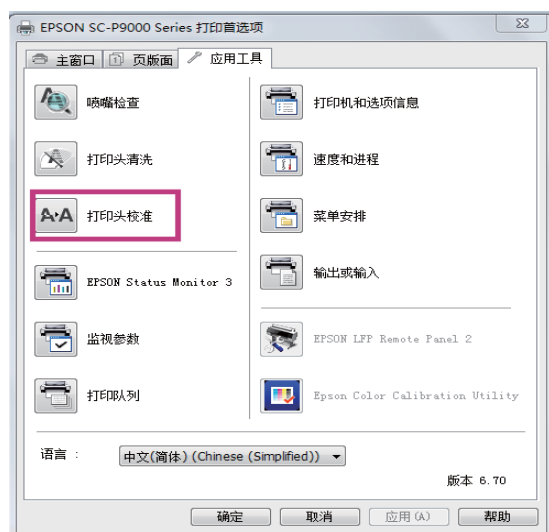 EPSON SC-P9000 Series 打印首选项
主窗口 页版面 应用工具
喷嘴检查
打印头清洗
A▸A 打印头校准
EPSON Status Monitor 3
监视参数
打印队列
打印机和选项信息
速度和进程
菜单安排
输出或输入
EPSON LFP Remote Panel 2
Epson Color Calibration Utility
语言 : 中文(简体) (Chinese (Simplified))
版本 6.70
确定 取消 应用(A) 帮助